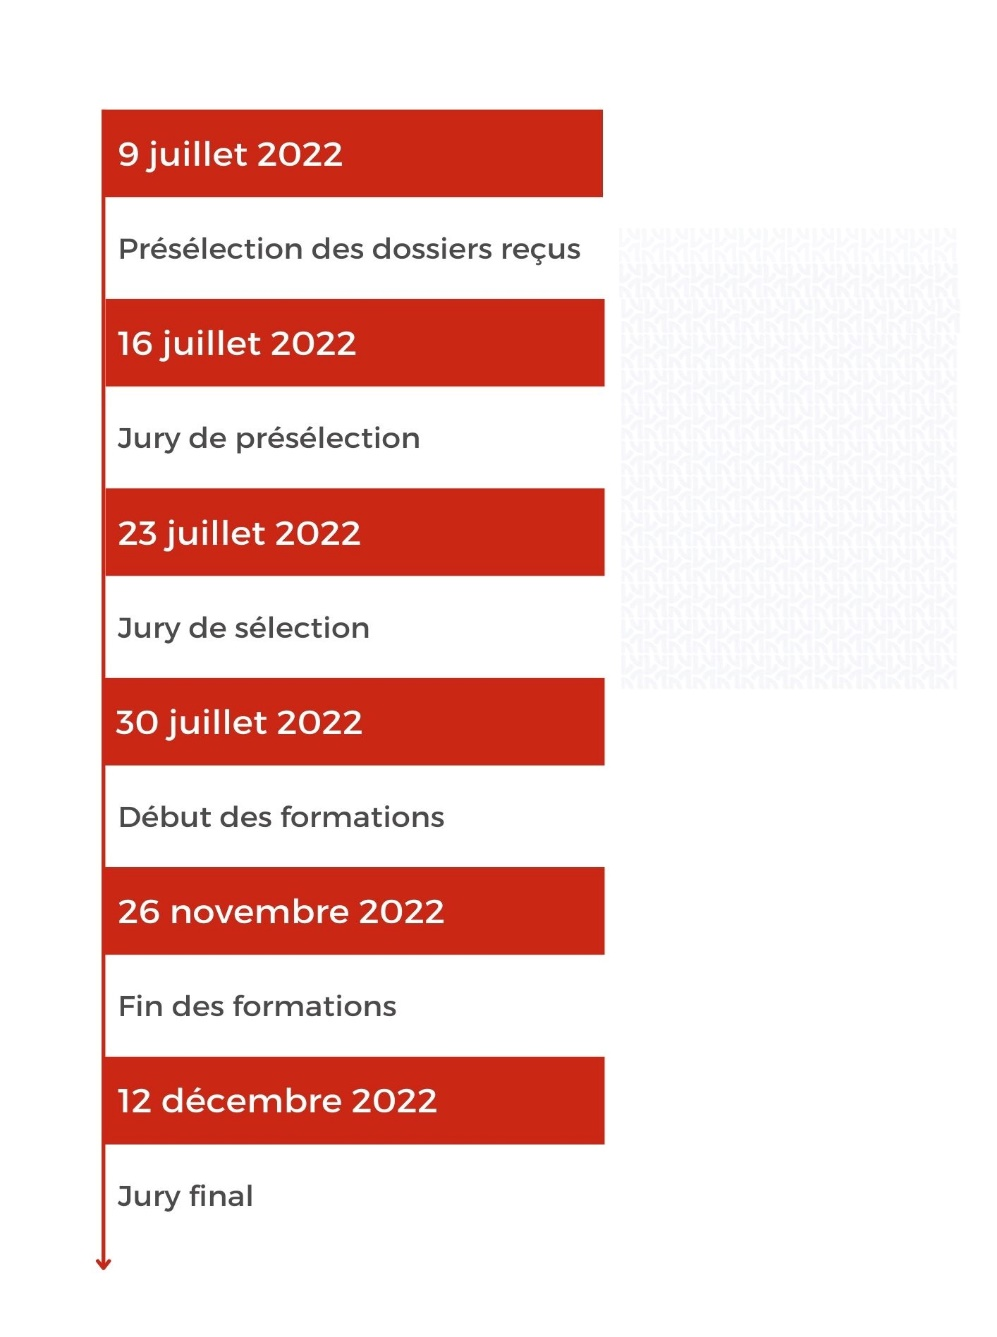 9 juillet 2022
Présélection des dossiers reçus
16 juillet 2022
Jury de présélection
23 juillet 2022
Jury de sélection
30 juillet 2022
Début des formations
26 novembre 2022
Fin des formations
12 décembre 2022
Jury final